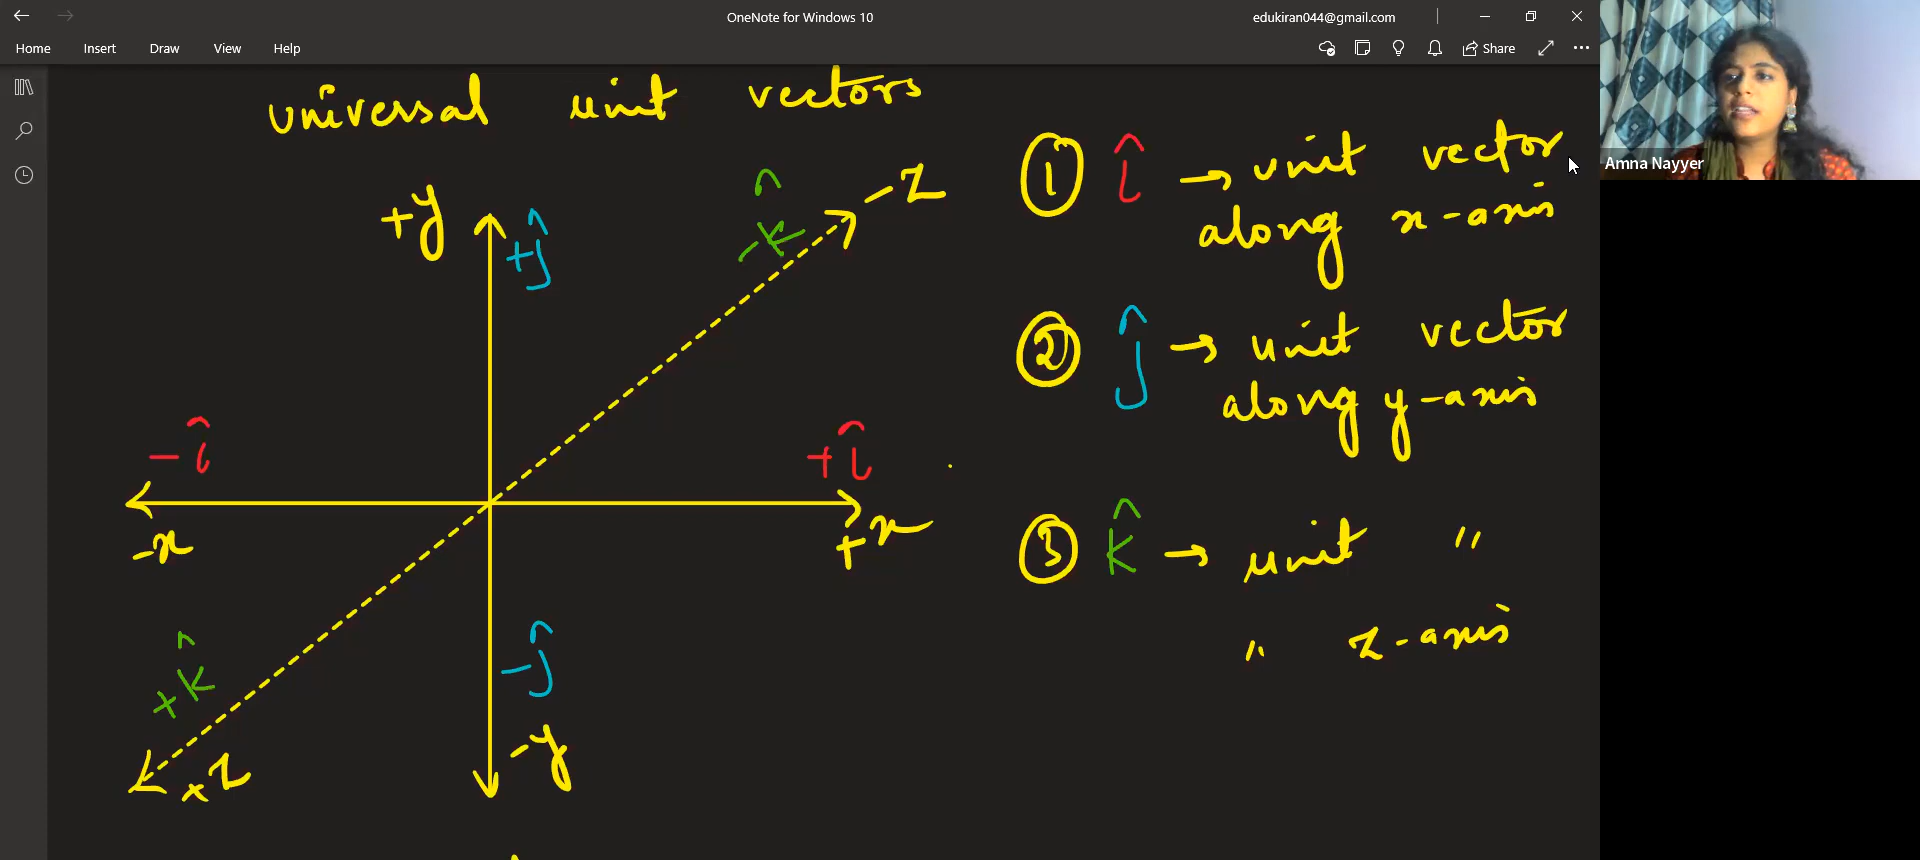 OneNote for Windows 10
edukiran044@gmail.com
Home Insert Draw View Help
Share
universal unit vectors
+y
+ĵ
-k̂
-z
-î
+î
-x
+x
+k̂
+z
-ĵ
-y
① î → unit vector
along x-axis
② ĵ → unit vector
along y-axis
③ k̂ → unit "
" z-axis
Amna Nayyer